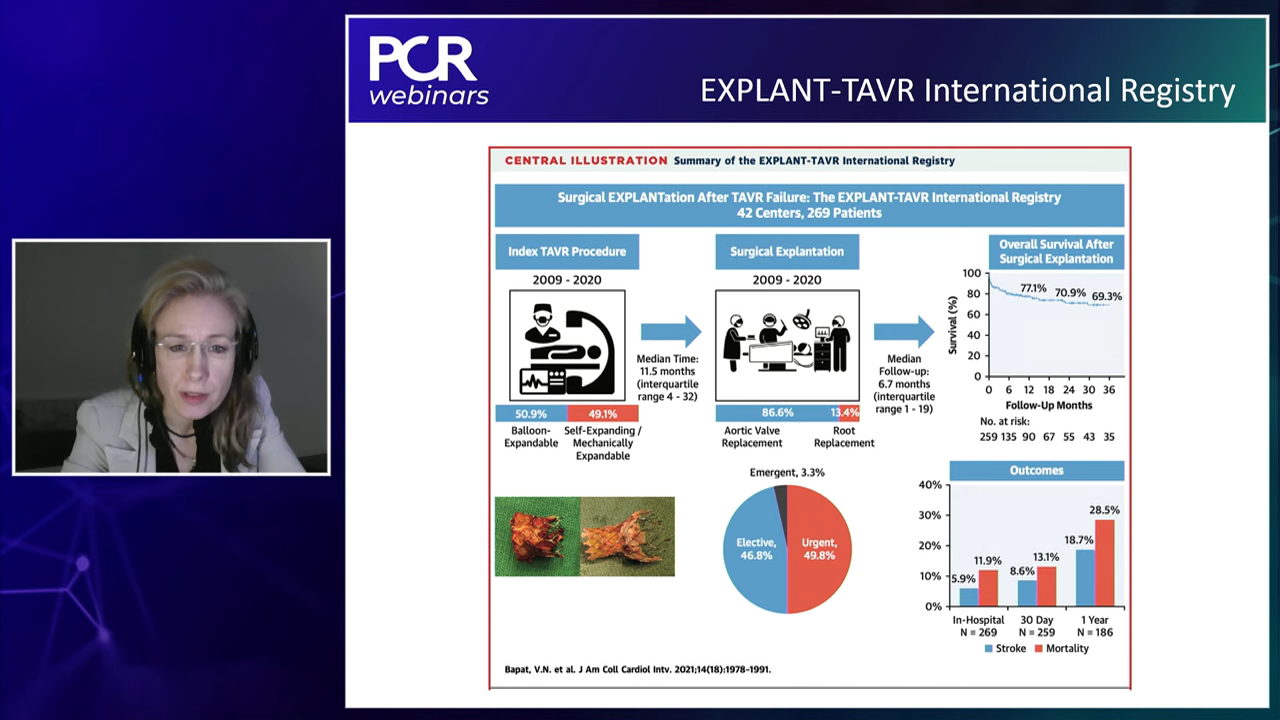 PCR
webinars
EXPLANT-TAVR International Registry
CENTRAL ILLUSTRATION Summary of the EXPLANT-TAVR International Registry
Surgical EXPLANTation After TAVR Failure: The EXPLANT-TAVR International Registry
42 Centers, 269 Patients
Index TAVR Procedure
2009 - 2020
50.9%
49.1%
Balloon-
Expandable
Self-Expanding /
Mechanically
Expandable
Median Time:
11.5 months
(interquartile
range 4 - 32)
Surgical Explantation
2009 - 2020
86.6%
13.4%
Aortic Valve
Replacement
Root
Replacement
Median
Follow-up:
6.7 months
(interquartile
range 1 - 19)
Overall Survival After
Surgical Explantation
Survival (%)
100
80
60
40
20
0
77.1%
70.9%
69.3%
0 6 12 18 24 30 36
Follow-Up Months
No. at risk:
259 135 90 67 55 43 35
Emergent, 3.3%
Elective,
46.8%
Urgent,
49.8%
Outcomes
40%
30%
20%
10%
0%
5.9%
11.9%
8.6%
13.1%
18.7%
28.5%
In-Hospital
N = 269
30 Day
N = 259
1 Year
N = 186
Stroke
Mortality
Bapat, V.N. et al. J Am Coll Cardiol Intv. 2021;14(18):1978-1991.